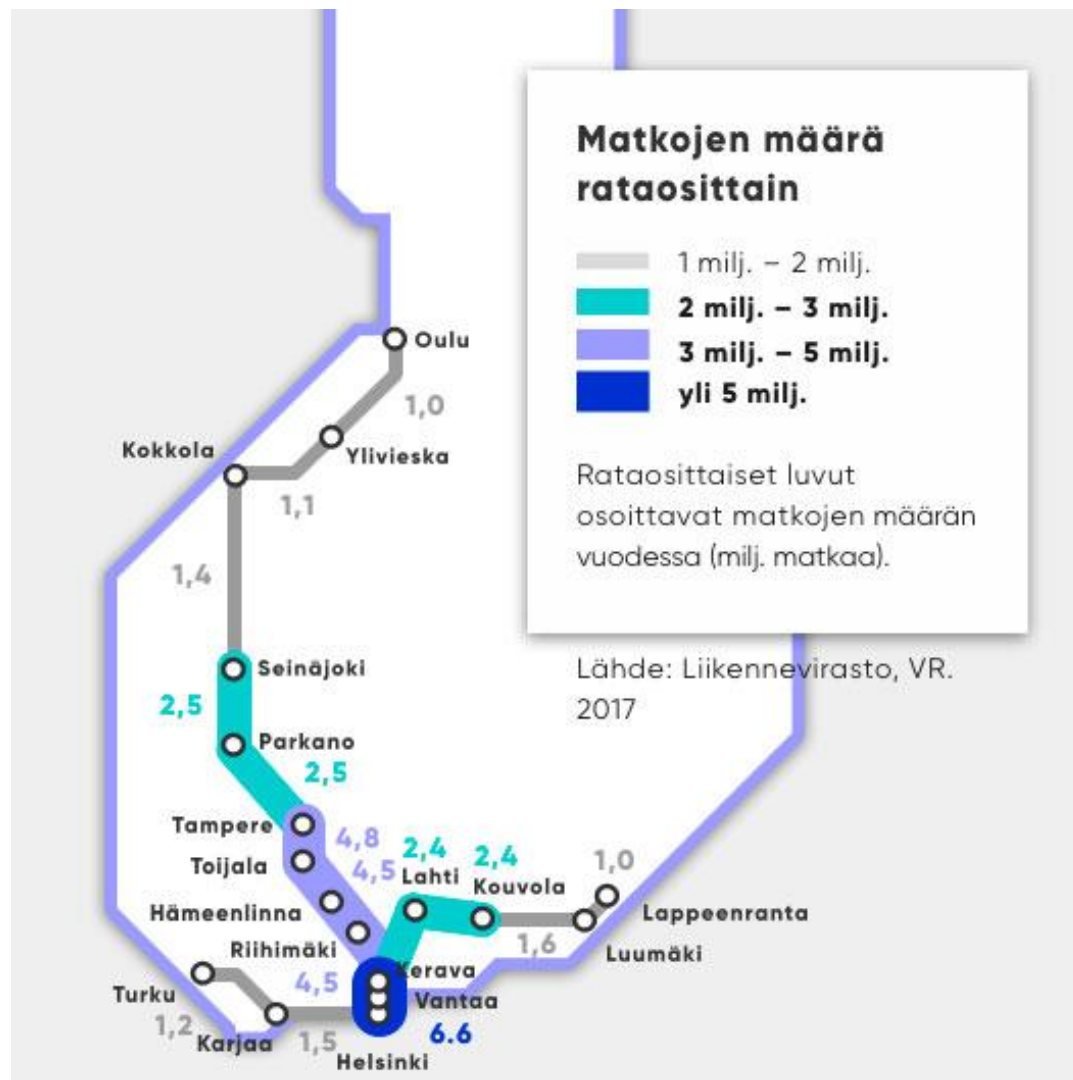 Matkojen määrä
rataosittain
1 milj. – 2 milj.
2 milj. – 3 milj.
3 milj. – 5 milj.
yli 5 milj.
Rataosittaiset luvut
osoittavat matkojen määrän
vuodessa (milj. matkaa).
Lähde: Liikennevirasto, VR.
2017
Oulu
1,0
Kokkola
Ylivieska
1,1
1,4
Seinäjoki
2,5
Parkano
2,5
Tampere
4,8
Toijala
4,5
2,4
Lahti
2,4
Kouvola
1,0
Hämeenlinna
Lappeenranta
Riihimäki
1,6
Luumäki
Kerava
4,5
Turku
Vantaa
1,2
Karjaa
1,5
6.6
Helsinki